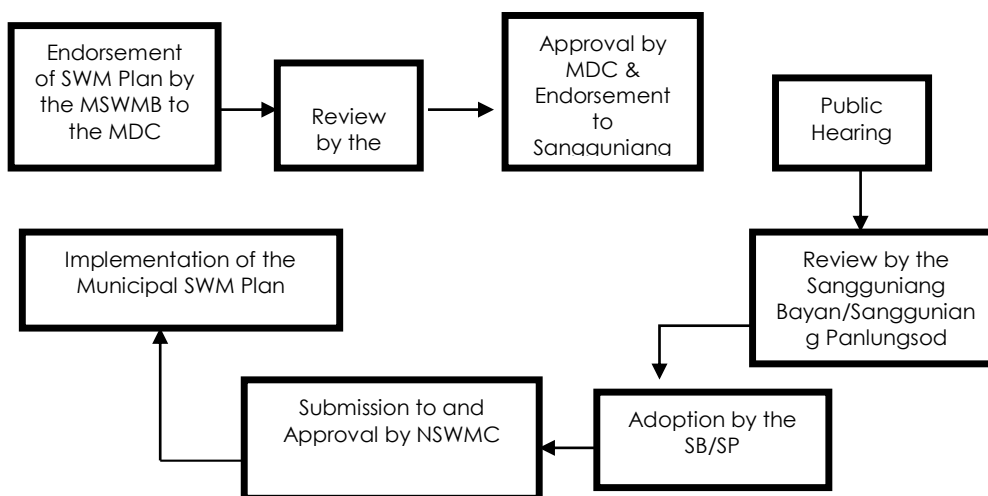 Endorsement
of SWM Plan by
the MSWMB to
the MDC
Review
by the
Approval by
MDC &
Endorsement
to
Sangguniang
Public
Hearing
Implementation of the
Municipal SWM Plan
Review by the
Sangguniang
Bayan/Sanggunian
g Panlungsod
Submission to and
Approval by NSWMC
Adoption by the
SB/SP